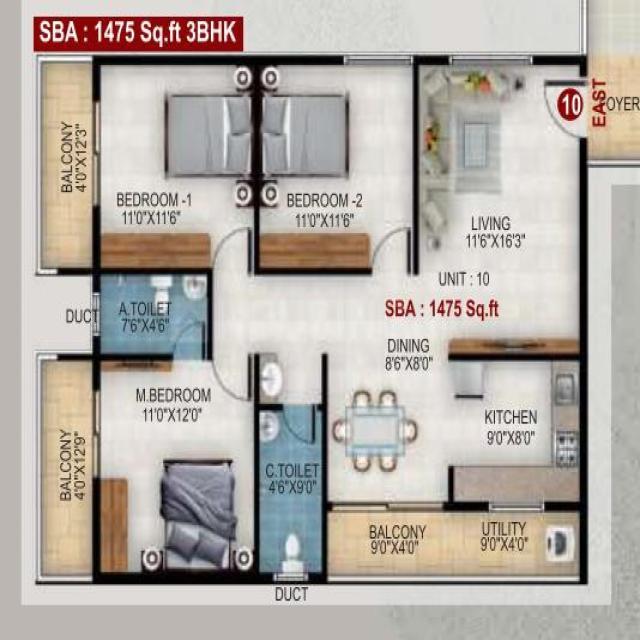 SBA : 1475 Sq.ft 3BHK
10
EAST
OYER
BALCONY
4'0"X12'3"
BEDROOM -1
11'0"X11'6"
BEDROOM -2
11'0"X11'6"
LIVING
11'6"X16'3"
UNIT : 10
SBA : 1475 Sq.ft
DUCT
A.TOILET
7'6"X4'6"
DINING
8'6"X8'0"
M.BEDROOM
11'0"X12'0"
KITCHEN
9'0"X8'0"
BALCONY
4'0"X12'9"
C.TOILET
4'6"X9'0"
BALCONY
9'0"X4'0"
UTILITY
9'0"X4'0"
DUCT